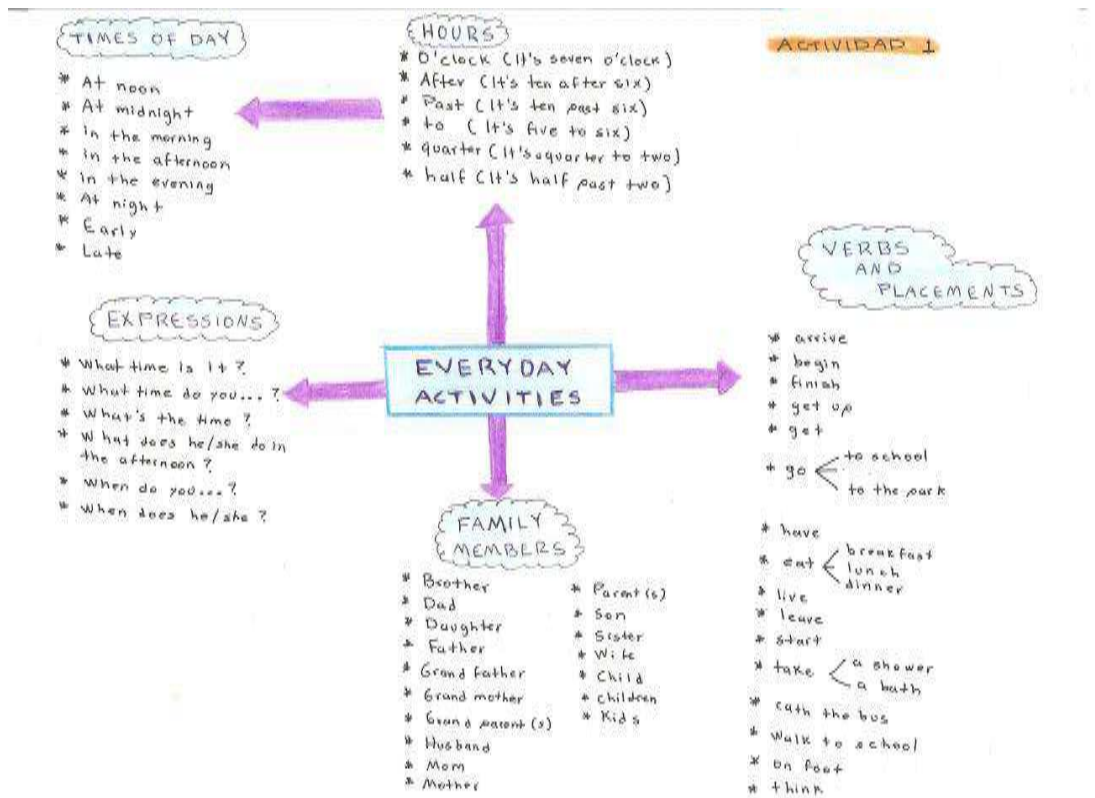 ACTIVIDAD 1
TIMES OF DAY
* At noon
* At midnight
* in the morning
* in the afternoon
* in the evening
* At night
* Early
* Late
HOURS
* O'clock (It's seven o'clock)
* After (It's ten after six)
* Past (It's ten past six)
* to (It's five to six)
* quarter (It's a quarter to two)
* half (It's half past two)
EXPRESSIONS
* What time is it?
* What time do you...?
* What's the time?
* What does he/she do in
the afternoon?
* When do you...?
* When does he/she?
EVERYDAY
ACTIVITIES
VERBS
AND
PLACEMENTS
* arrive
* begin
* finish
* get up
* get
* go
to school
to the park
* have
* eat
breakfast
lunch
dinner
* live
* leave
* start
* take
a shower
a bath
* cath the bus
* walk to school
* on foot
* think
FAMILY
MEMBERS
* Brother
* Dad
* Daughter
* Father
* Grand father
* Grand mother
* Grand parent (s)
* Husband
* Mom
* Mother
* Parent (s)
* Son
* Sister
* Wife
* Child
* children
* Kids